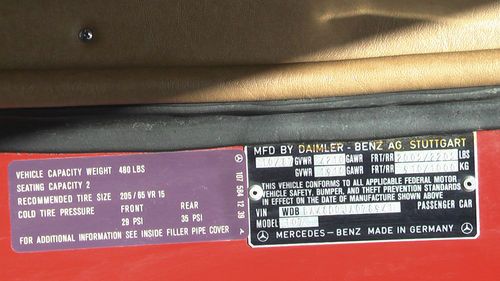 VEHICLE CAPACITY WEIGHT 480 LBS
SEATING CAPACITY 2
RECOMMENDED TIRE SIZE 205/65 VR 15
COLD TIRE PRESSURE FRONT REAR
29 PSI 35 PSI
FOR ADDITIONAL INFORMATION SEE INSIDE FILLER PIPE COVER
107 584 12 39
MFD BY DAIMLER-BENZ AG. STUTTGART
GVWR GAWR FRT/RR LBS
GVWR GAWR FRT/RR KG
THIS VEHICLE CONFORMS TO ALL APPLICABLE FEDERAL MOTOR
VEHICLE SAFETY, BUMPER, AND THEFT PREVENTION STANDARDS
IN EFFECT ON THE DATE OF MANUFACTURE SHOWN ABOVE
VIN WDB PASSENGER CAR
MODEL
MERCEDES-BENZ MADE IN GERMANY